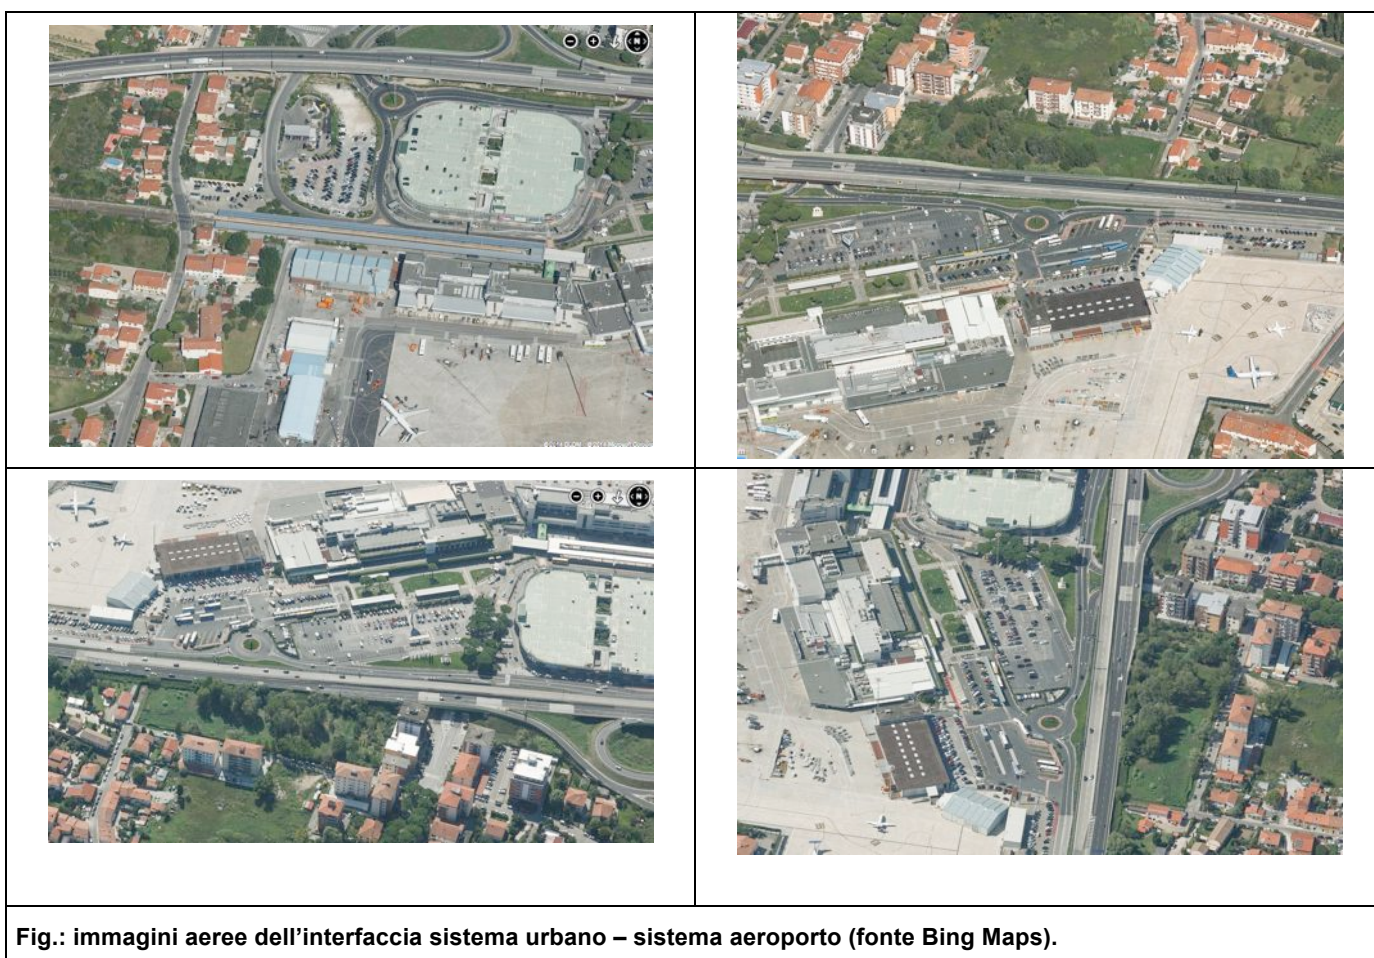 Fig.: immagini aeree dell'interfaccia sistema urbano – sistema aeroporto (fonte Bing Maps).